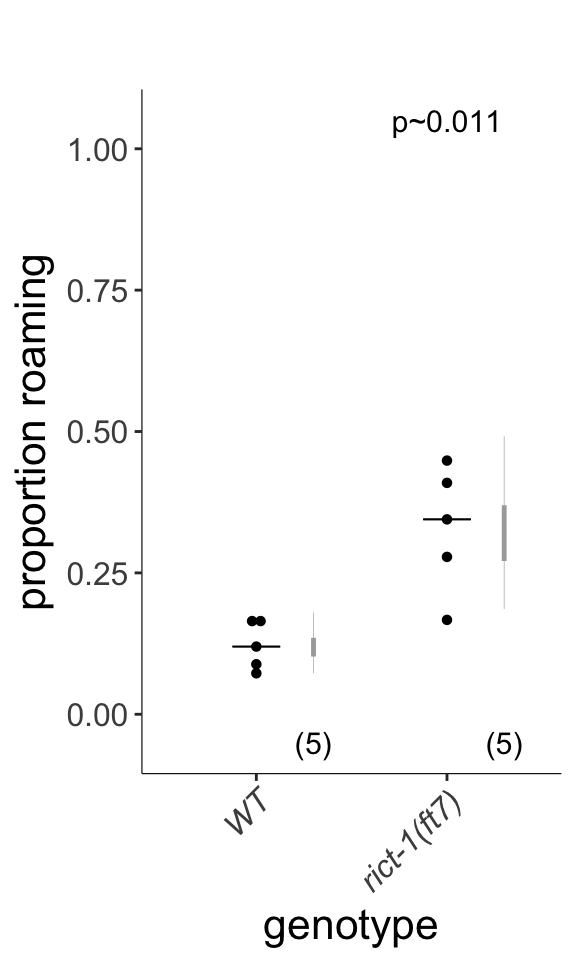 p~0.011
1.00
0.75
0.50
0.25
0.00
proportion roaming
(5)
(5)
WT
rict-1(ft7)
genotype